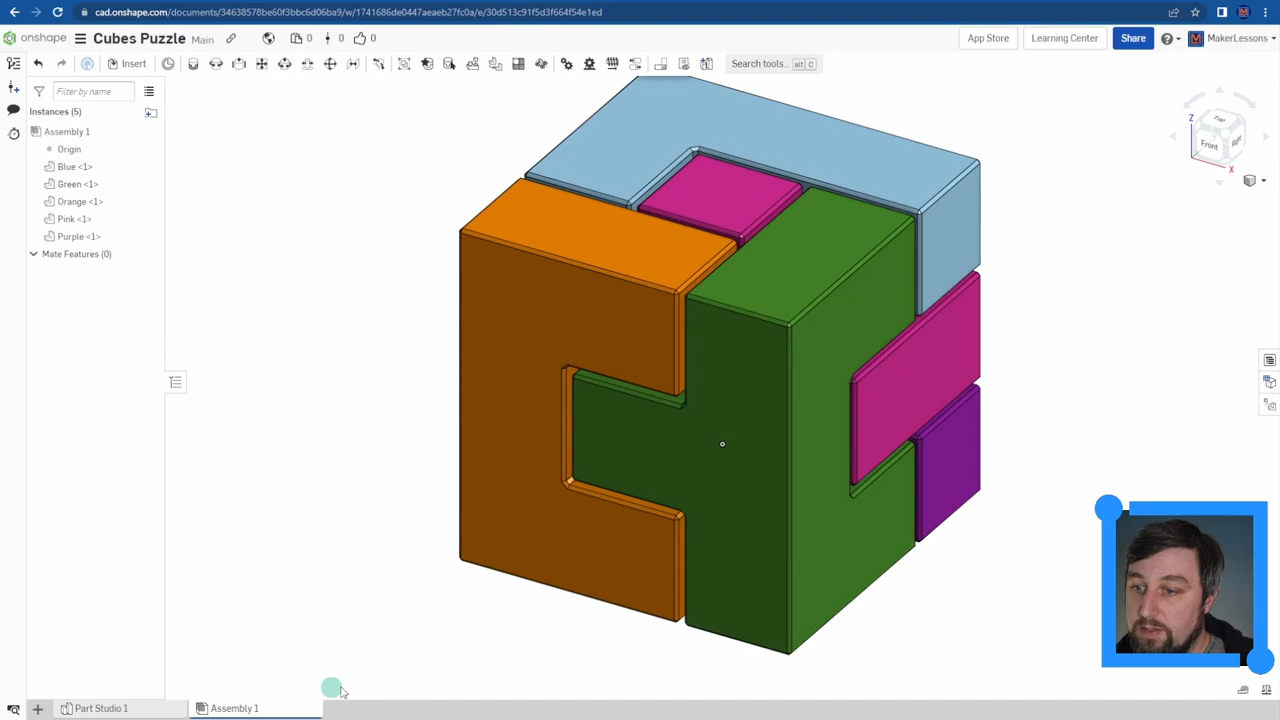 cad.onshape.com/documents/34638578be60f3bbc6d06ba9/w/1741686de0447aeaeb27fc0a/e/30d513c91f5d3f664f54e1ed
onshape
Cubes Puzzle Main
0
0
0
App Store
Learning Center
Share
MakerLessons
Insert
Search tools... alt C
Filter by name
Instances (5)
Assembly 1
Origin
Blue <1>
Green <1>
Orange <1>
Pink <1>
Purple <1>
Mate Features (0)
Z
Top
Front
Right
X
Part Studio 1
Assembly 1